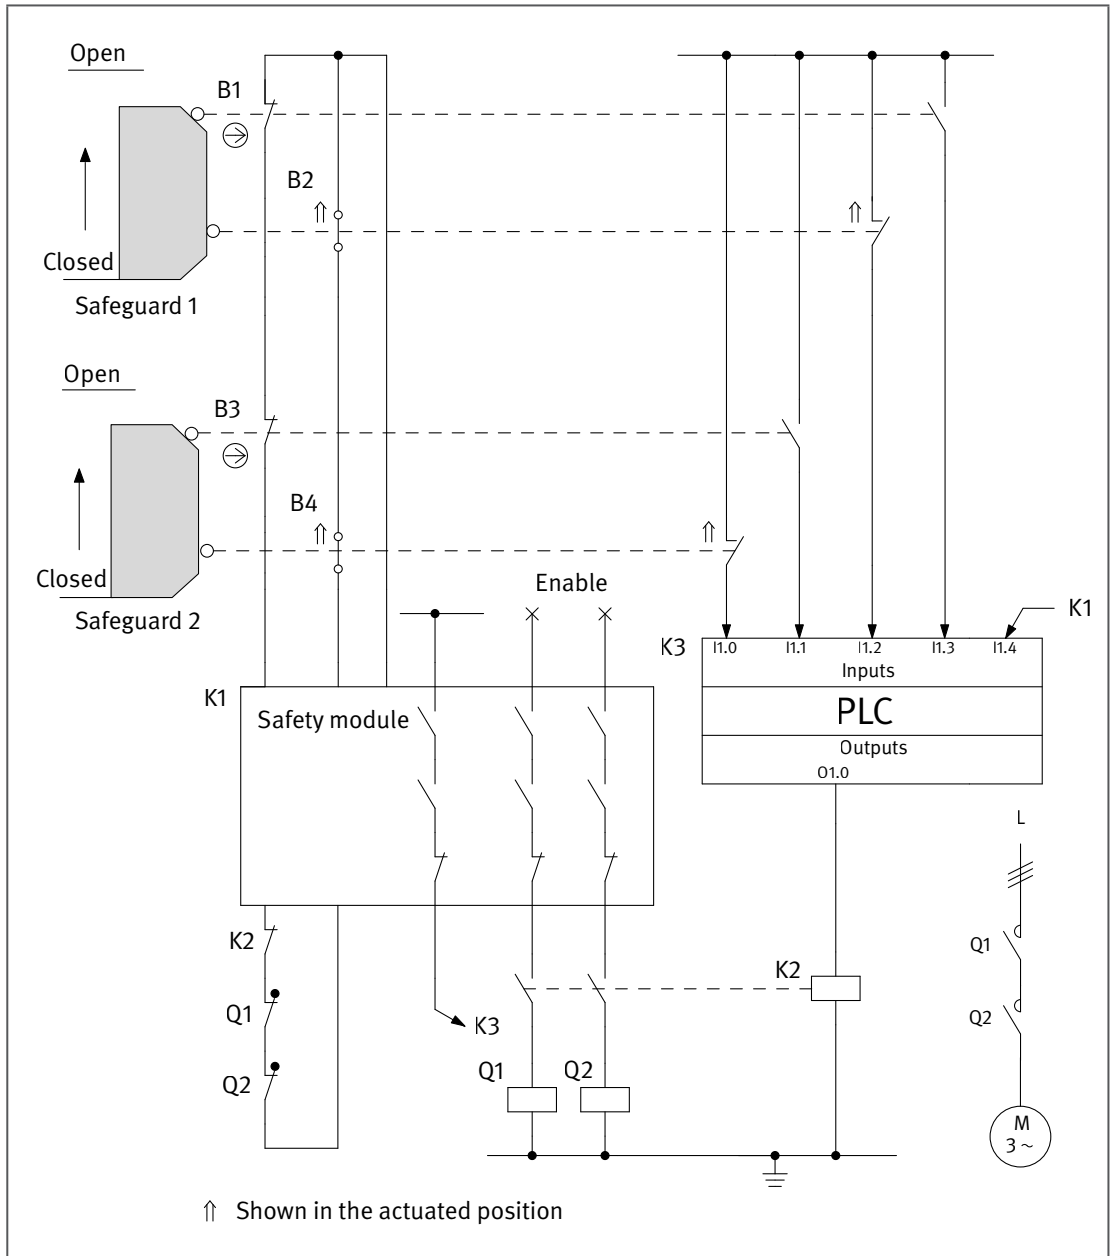 Open
B1
B2
Closed
Safeguard 1
Open
B3
B4
Closed
Safeguard 2
Enable
K1
K3
I1.0 I1.1 I1.2 I1.3 I1.4
Inputs
PLC
Outputs
O1.0
K1
Safety module
L
K2
Q1
Q2
K3
K2
Q1
Q2
Q1 Q2
M
3 ~
⇑ Shown in the actuated position